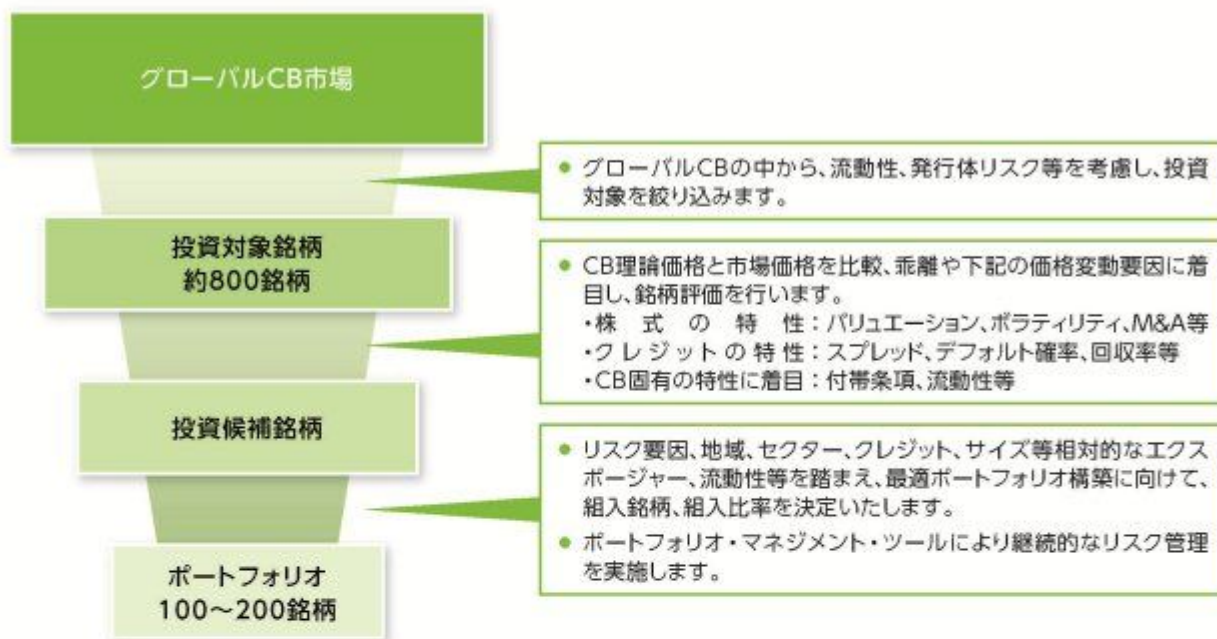 グローバルCB市場
● グローバルCBの中から、流動性、発行体リスク等を考慮し、投資
対象を絞り込みます。
投資対象銘柄
約800銘柄
● CB理論価格と市場価格を比較、乖離や下記の価格変動要因に着
目し、銘柄評価を行います。
・株式の特性：バリュエーション、ボラティリティ、M&A等
・クレジットの特性：スプレッド、デフォルト確率、回収率等
・CB固有の特性に着目：付帯条項、流動性等
投資候補銘柄
● リスク要因、地域、セクター、クレジット、サイズ等相対的なエクス
ポージャー、流動性等を踏まえ、最適ポートフォリオ構築に向けて、
組入銘柄、組入比率を決定いたします。
● ポートフォリオ・マネジメント・ツールにより継続的なリスク管理
を実施します。
ポートフォリオ
100～200銘柄